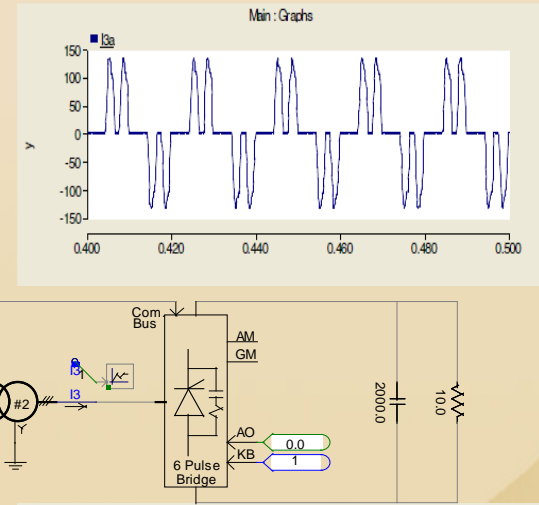 Main : Graphs
I3a
150
100
50
0
-50
-100
-150
y
0.400 0.420 0.440 0.460 0.480 0.500
Com.
Bus
AM
GM
I3
I3
#2
Y
AO 0.0
KB 1
6 Pulse
Bridge
2000.0
10.0